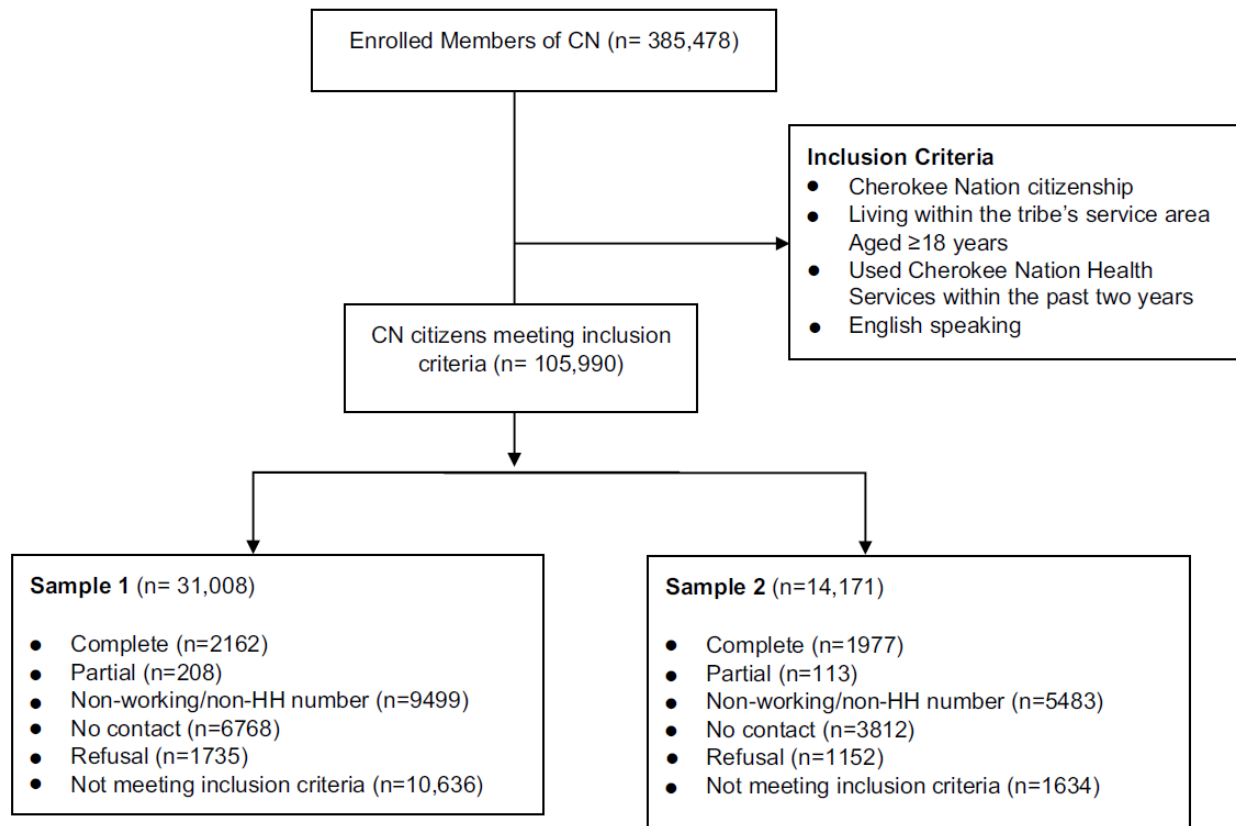 Enrolled Members of CN (n= 385,478)
Inclusion Criteria
● Cherokee Nation citizenship
● Living within the tribe’s service area
Aged ≥18 years
● Used Cherokee Nation Health
Services within the past two years
● English speaking
CN citizens meeting inclusion
criteria (n= 105,990)
Sample 1 (n= 31,008)
● Complete (n=2162)
● Partial (n=208)
● Non-working/non-HH number (n=9499)
● No contact (n=6768)
● Refusal (n=1735)
● Not meeting inclusion criteria (n=10,636)
Sample 2 (n=14,171)
● Complete (n=1977)
● Partial (n=113)
● Non-working/non-HH number (n=5483)
● No contact (n=3812)
● Refusal (n=1152)
● Not meeting inclusion criteria (n=1634)